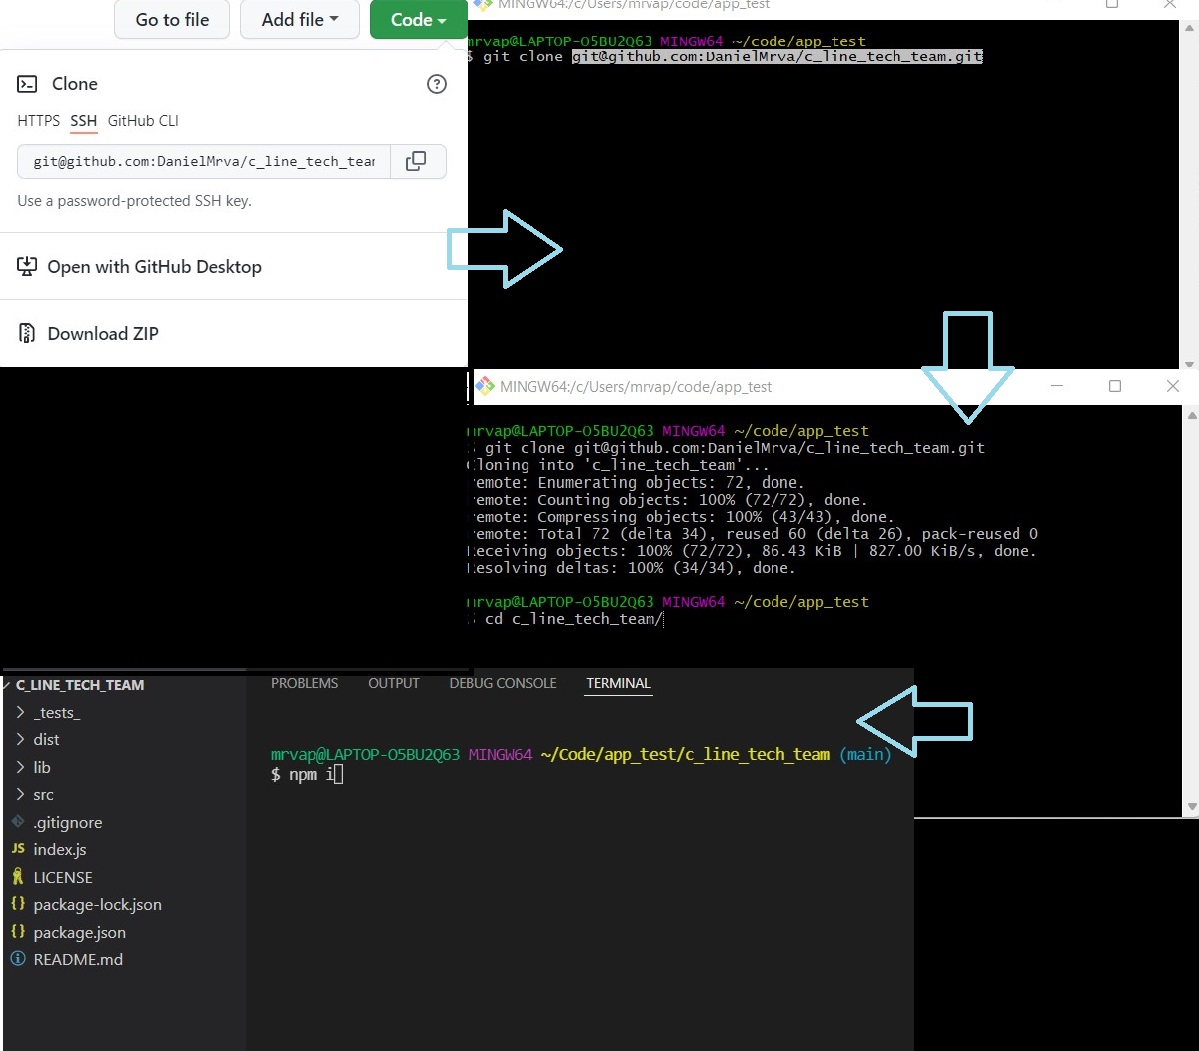 Go to file
Add file
Code
Clone
HTTPS SSH GitHub CLI
git@github.com:DanielMrva/c_line_tech_tear
Use a password-protected SSH key.
Open with GitHub Desktop
Download ZIP
MINGW64:/c/Users/mrvap/code/app_test
mrvap@LAPTOP-O5BU2Q63 MINGW64 ~/code/app_test
$ git clone git@github.com:DanielMrva/c_line_tech_team.git
MINGW64:/c/Users/mrvap/code/app_test
mrvap@LAPTOP-O5BU2Q63 MINGW64 ~/code/app_test
$ git clone git@github.com:DanielMrva/c_line_tech_team.git
Cloning into 'c_line_tech_team'...
remote: Enumerating objects: 72, done.
remote: Counting objects: 100% (72/72), done.
remote: Compressing objects: 100% (43/43), done.
remote: Total 72 (delta 34), reused 60 (delta 26), pack-reused 0
Receiving objects: 100% (72/72), 86.43 KiB | 827.00 KiB/s, done.
Resolving deltas: 100% (34/34), done.
mrvap@LAPTOP-O5BU2Q63 MINGW64 ~/code/app_test
$ cd c_line_tech_team/
C_LINE_TECH_TEAM
_tests_
dist
lib
src
.gitignore
JS index.js
LICENSE
{} package-lock.json
{} package.json
README.md
PROBLEMS OUTPUT DEBUG CONSOLE TERMINAL
mrvap@LAPTOP-O5BU2Q63 MINGW64 ~/Code/app_test/c_line_tech_team (main)
$ npm i